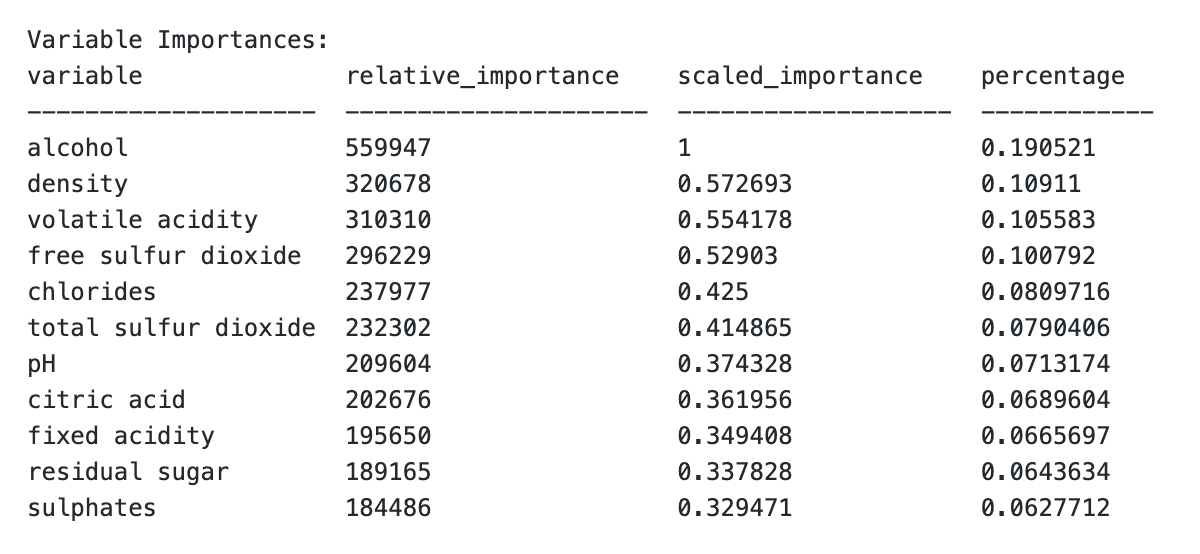 Variable Importances:
variable relative_importance scaled_importance percentage
-------------------- --------------------- ------------------- ------------
alcohol 559947 1 0.190521
density 320678 0.572693 0.10911
volatile acidity 310310 0.554178 0.105583
free sulfur dioxide 296229 0.52903 0.100792
chlorides 237977 0.425 0.0809716
total sulfur dioxide 232302 0.414865 0.0790406
pH 209604 0.374328 0.0713174
citric acid 202676 0.361956 0.0689604
fixed acidity 195650 0.349408 0.0665697
residual sugar 189165 0.337828 0.0643634
sulphates 184486 0.329471 0.0627712